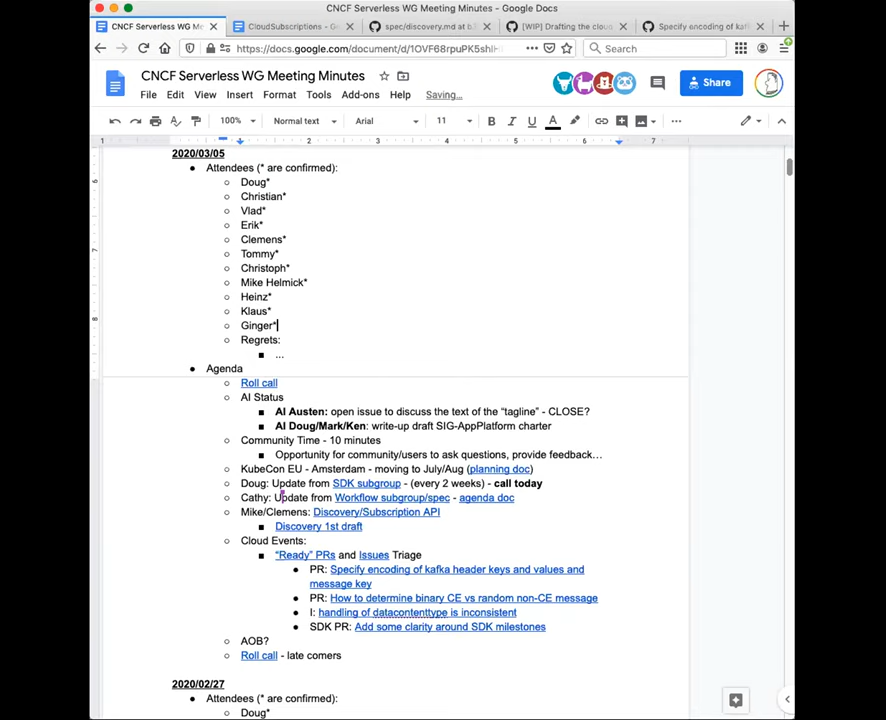 CNCF Serverless WG Meeting Minutes - Google Docs
CNCF Serverless WG Me
CloudSubscriptions - G
spec/discovery.md at b
[WIP] Drafting the cloud
Specify encoding of kaf
https://docs.google.com/document/d/1OVF68rpuPK5shlH
Search
CNCF Serverless WG Meeting Minutes
File Edit View Insert Format Tools Add-ons Help Saving...
Share
100% Normal text Arial 11 B I U A
1 2 3 4 5 6 7
2020/03/05
Attendees (* are confirmed):
Doug*
Christian*
Vlad*
Erik*
Clemens*
Tommy*
Christoph*
Mike Helmick*
Heinz*
Klaus*
Ginger*
Regrets:
...
Agenda
Roll call
AI Status
AI Austen: open issue to discuss the text of the “tagline” - CLOSE?
AI Doug/Mark/Ken: write-up draft SIG-AppPlatform charter
Community Time - 10 minutes
Opportunity for community/users to ask questions, provide feedback…
KubeCon EU - Amsterdam - moving to July/Aug (planning doc)
Doug: Update from SDK subgroup - (every 2 weeks) - call today
Cathy: Update from Workflow subgroup/spec - agenda doc
Mike/Clemens: Discovery/Subscription API
Discovery 1st draft
Cloud Events:
“Ready” PRs and Issues Triage
PR: Specify encoding of kafka header keys and values and
message key
PR: How to determine binary CE vs random non-CE message
I: handling of datacontenttype is inconsistent
SDK PR: Add some clarity around SDK milestones
AOB?
Roll call - late comers
2020/02/27
Attendees (* are confirmed):
Doug*